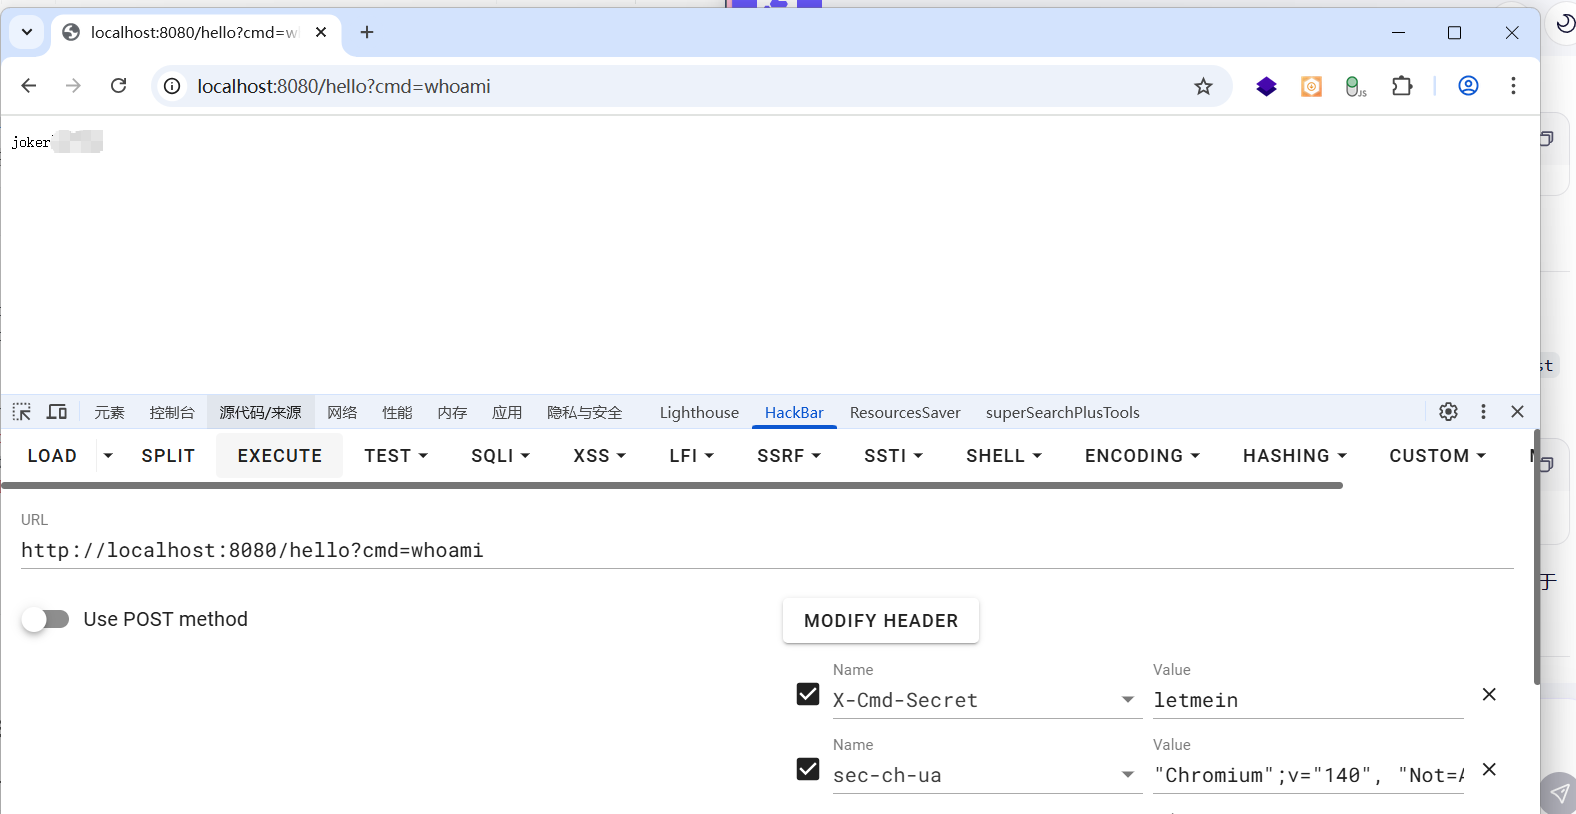 localhost:8080/hello?cmd=w
localhost:8080/hello?cmd=whoami
JS
joker
st
元素 控制台 源代码/来源 网络 性能 内存 应用 隐私与安全 Lighthouse HackBar ResourcesSaver superSearchPlusTools
LOAD SPLIT EXECUTE TEST SQLI XSS LFI SSRF SSTI SHELL ENCODING HASHING CUSTOM
URL
http://localhost:8080/hello?cmd=whoami
于
Use POST method
MODIFY HEADER
Name Value
X-Cmd-Secret letmein
Name Value
sec-ch-ua "Chromium";v="140", "Not=A